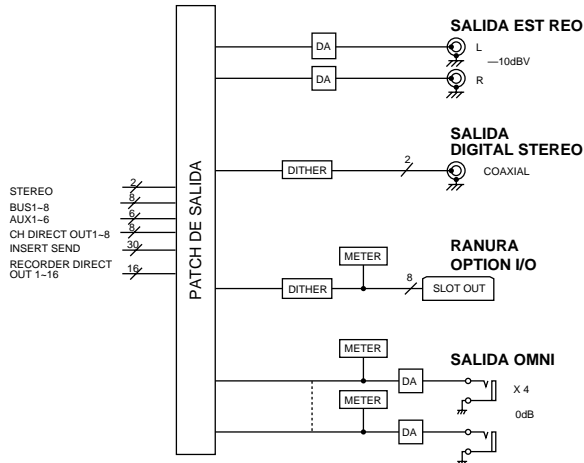 STEREO
2
BUS1~8
8
AUX1~6
6
CH DIRECT OUT1~8
8
INSERT SEND
30
RECORDER DIRECT
OUT 1~16
16
PATCH DE SALIDA
SALIDA EST REO
DA
L
—10dBV
DA
R
SALIDA
DIGITAL STEREO
DITHER
2
COAXIAL
RANURA
OPTION I/O
METER
DITHER
8
SLOT OUT
SALIDA OMNI
METER
DA
X 4
METER
0dB
DA